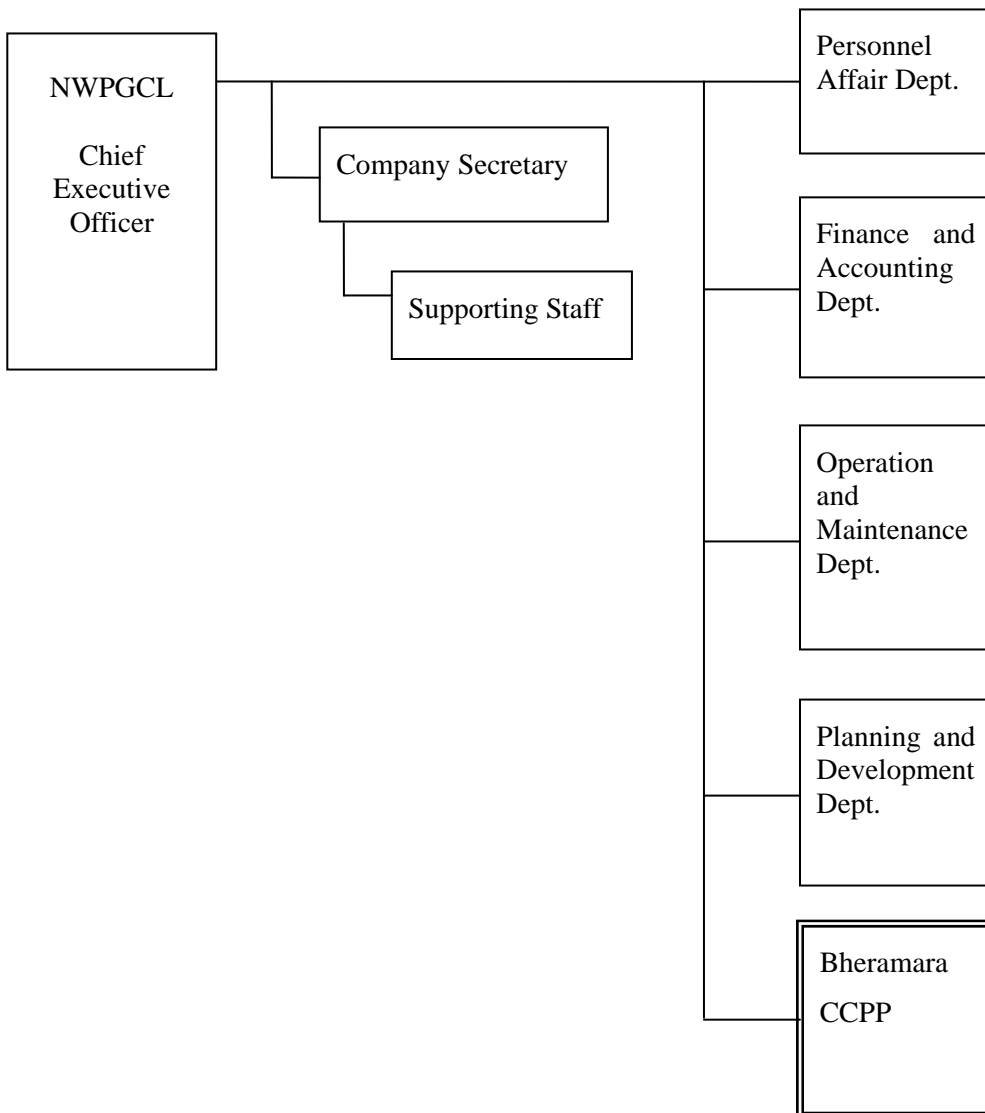 NWPGCL
Chief
Executive
Officer
Company Secretary
Supporting Staff
Personnel
Affair Dept.
Finance and
Accounting
Dept.
Operation
and
Maintenance
Dept.
Planning and
Development
Dept.
Bheramara
CCPP